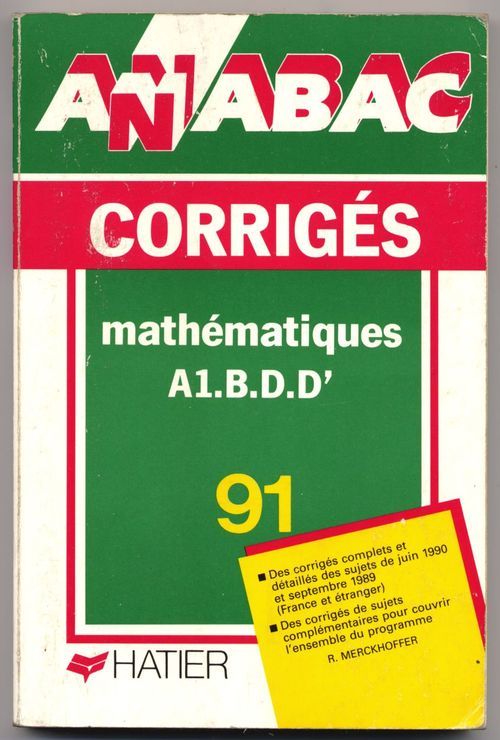 ANNABAC
CORRIGÉS
mathématiques
A1.B.D.D'
91
■ Des corrigés complets et
détaillés des sujets de juin 1990
et septembre 1989
(France et étranger)
■ Des corrigés de sujets
complémentaires pour couvrir
l'ensemble du programme
R. MERCKHOFFER
HATIER